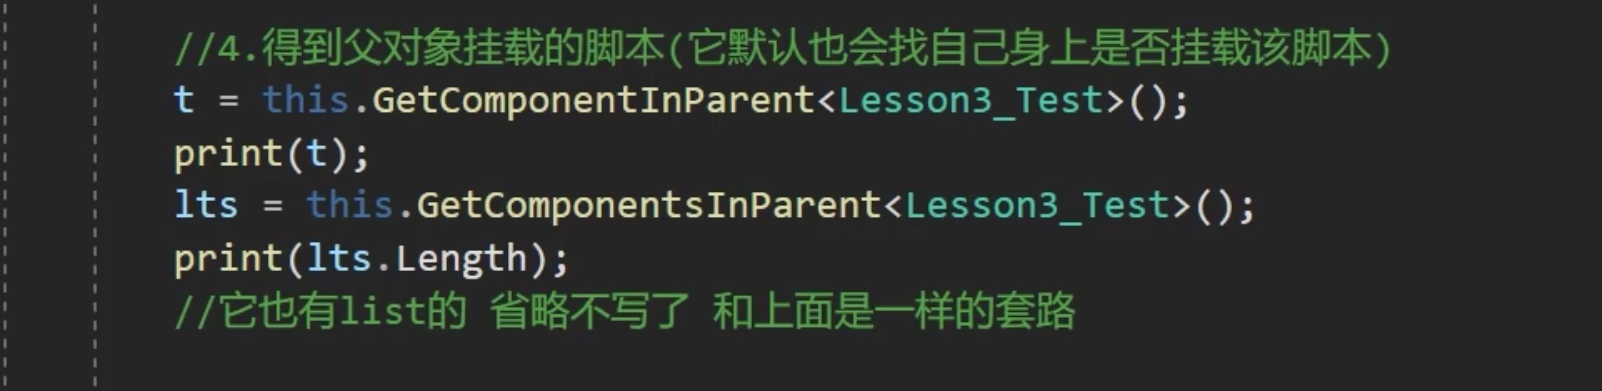 //4.得到父对象挂载的脚本(它默认也会找自己身上是否挂载该脚本)
t = this.GetComponentInParent<Lesson3_Test>();
print(t);
lts = this.GetComponentsInParent<Lesson3_Test>();
print(lts.Length);
//它也有list的 省略不写了 和上面是一样的套路